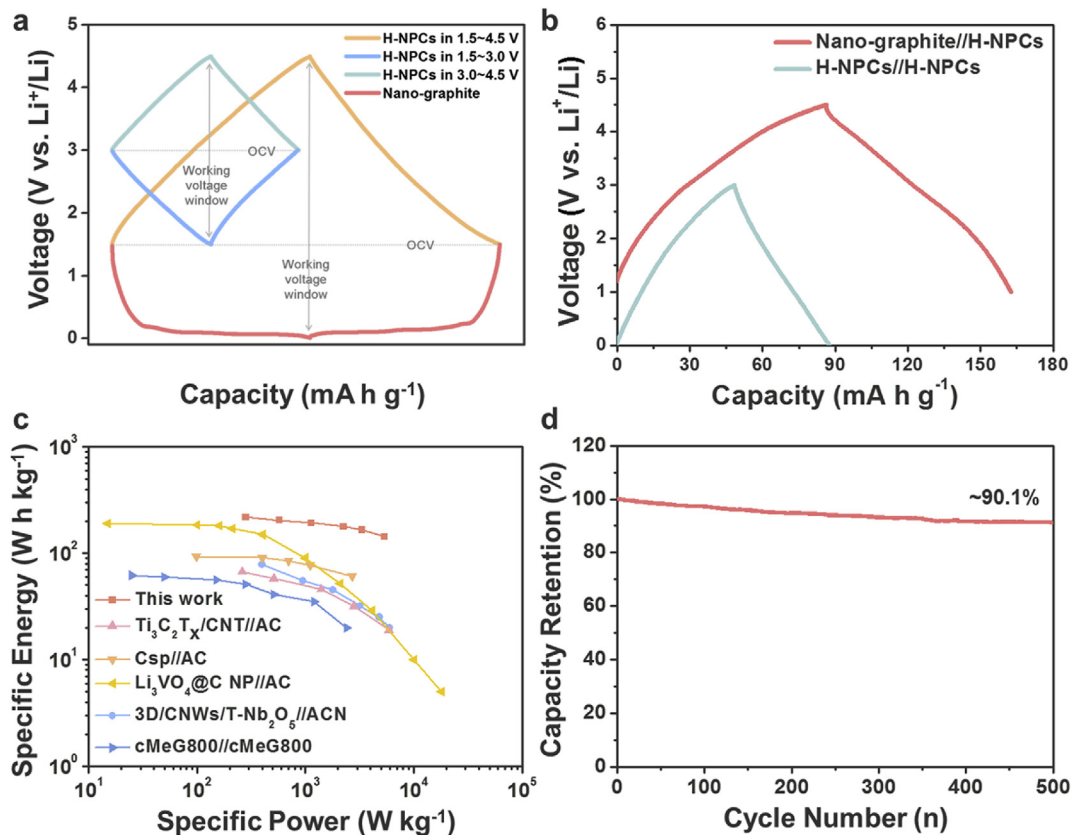 a
Voltage (V vs. Li⁺/Li)
5
4
3
2
1
0
H-NPCs in 1.5~4.5 V
H-NPCs in 1.5~3.0 V
H-NPCs in 3.0~4.5 V
Nano-graphite
OCV
Working
voltage
window
OCV
Working
voltage
window
Capacity (mA h g⁻¹)
b
Voltage (V vs. Li⁺/Li)
6
5
4
3
2
1
0
Nano-graphite//H-NPCs
H-NPCs//H-NPCs
0 30 60 90 120 150 180
Capacity (mA h g⁻¹)
c
Specific Energy (W h kg⁻¹)
10³
10²
10¹
10⁰
This work
Ti₃C₂Tₓ/CNT//AC
Csp//AC
Li₃VO₄@C NP//AC
3D/CNWs/T-Nb₂O₅//ACN
cMeG800//cMeG800
10¹ 10² 10³ 10⁴ 10⁵
Specific Power (W kg⁻¹)
d
Capacity Retention (%)
120
100
80
60
40
20
0
~90.1%
0 100 200 300 400 500
Cycle Number (n)